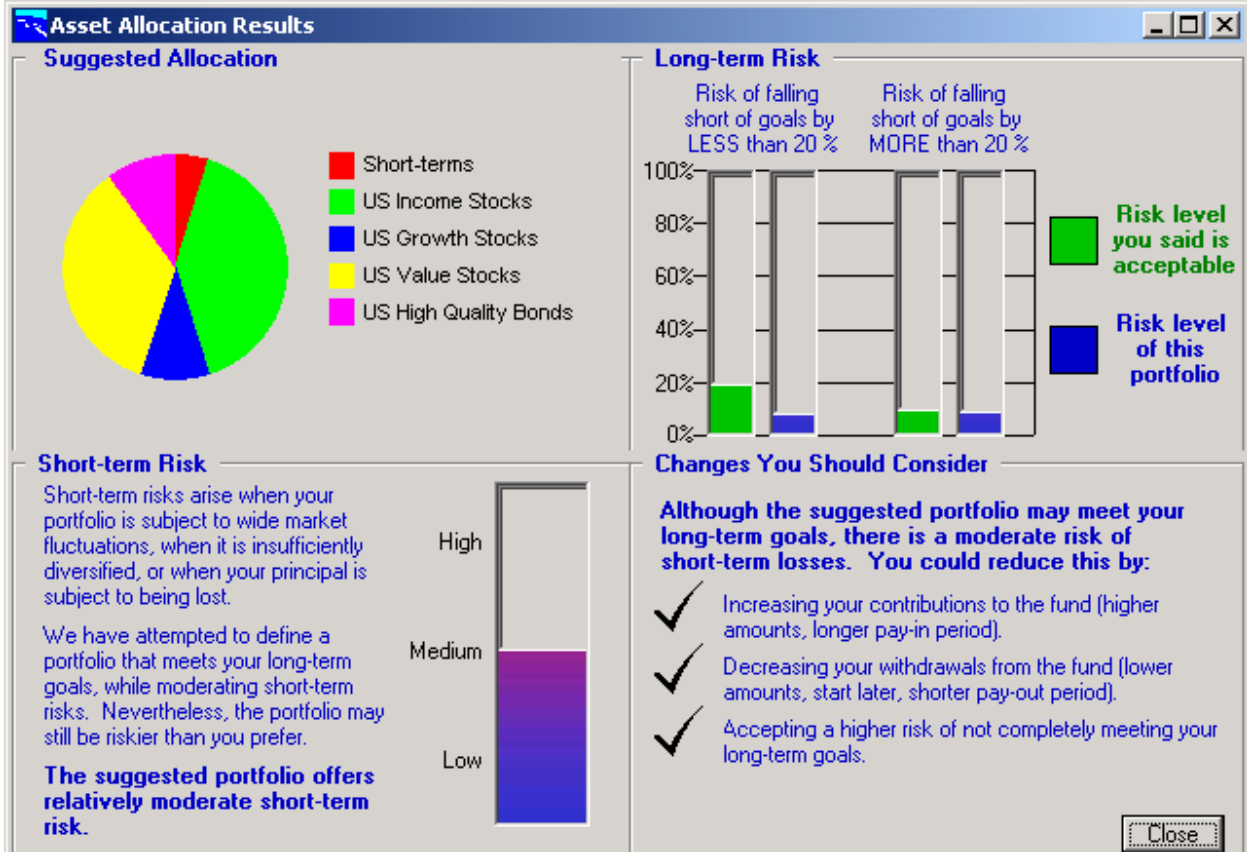 Asset Allocation Results
Suggested Allocation
Short-terms
US Income Stocks
US Growth Stocks
US Value Stocks
US High Quality Bonds
Long-term Risk
Risk of falling
short of goals by
LESS than 20 %
Risk of falling
short of goals by
MORE than 20 %
100%
80%
60%
40%
20%
0%
Risk level
you said is
acceptable
Risk level
of this
portfolio
Short-term Risk
Short-term risks arise when your
portfolio is subject to wide market
fluctuations, when it is insufficiently
diversified, or when your principal is
subject to being lost.
We have attempted to define a
portfolio that meets your long-term
goals, while moderating short-term
risks. Nevertheless, the portfolio may
still be riskier than you prefer.
The suggested portfolio offers
relatively moderate short-term
risk.
High
Medium
Low
Changes You Should Consider
Although the suggested portfolio may meet your
long-term goals, there is a moderate risk of
short-term losses. You could reduce this by:
Increasing your contributions to the fund (higher
amounts, longer pay-in period).
Decreasing your withdrawals from the fund (lower
amounts, start later, shorter pay-out period).
Accepting a higher risk of not completely meeting your
long-term goals.
Close